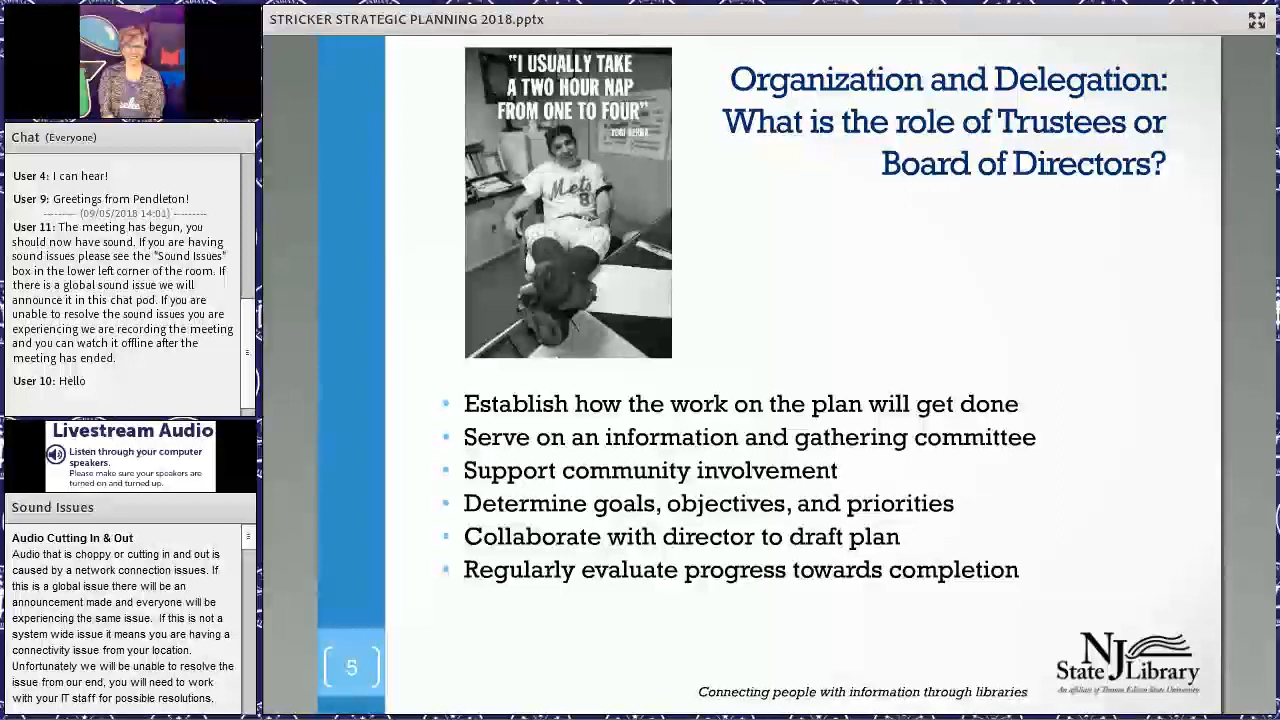 STRICKER STRATEGIC PLANNING 2018.pptx
Chat (Everyone)
User 4: I can hear!
User 9: Greetings from Pendleton!
-------- (09/05/2018 14:01) --------
User 11: The meeting has begun, you
should now have sound. If you are having
sound issues please see the "Sound Issues"
box in the lower left corner of the room. If
there is a global sound issue we will
announce it in this chat pod. If you are
unable to resolve the sound issues you are
experiencing we are recording the meeting
and you can watch it offline after the
meeting has ended.
User 10: Hello
Livestream Audio
Listen through your computer
speakers.
Please make sure your speakers are
turned on and turned up.
Sound Issues
Audio Cutting In & Out
Audio that is choppy or cutting in and out is
caused by a network connection issues. If
this is a global issue there will be an
announcement made and everyone will be
experiencing the same issue. If this is not a
system wide issue it means you are having a
connectivity issue from your location.
Unfortunately we will be unable to resolve the
issue from our end, you will need to work
with your IT staff for possible resolutions.
"I USUALLY TAKE
A TWO HOUR NAP
FROM ONE TO FOUR"
YOGI BERRA
Mets
8
Organization and Delegation:
What is the role of Trustees or
Board of Directors?
• Establish how the work on the plan will get done
• Serve on an information and gathering committee
• Support community involvement
• Determine goals, objectives, and priorities
• Collaborate with director to draft plan
• Regularly evaluate progress towards completion
5
Connecting people with information through libraries
NJ
State Library
An affiliate of Thomas Edison State University